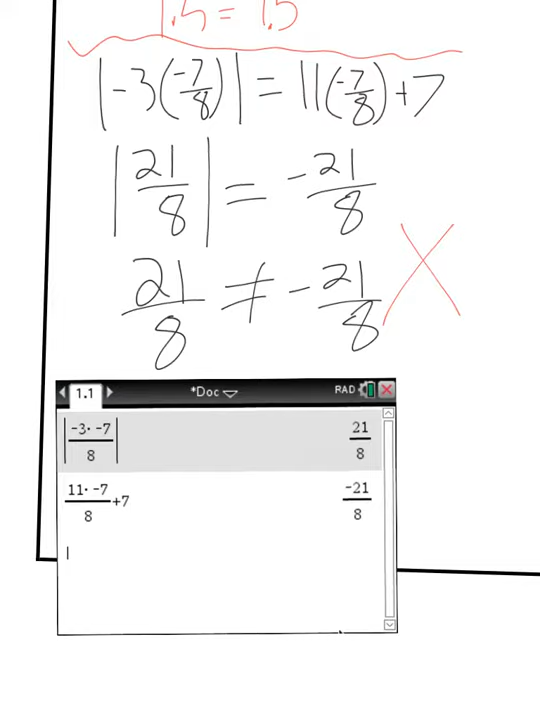 1.5 = 1.5
|-3(-7/8)| = 11(-7/8) + 7
|21/8| = -21/8
21/8 ≠ -21/8 X
1.1 *Doc RAD
|-3· -7/8| 21/8
11· -7/8 +7 -21/8